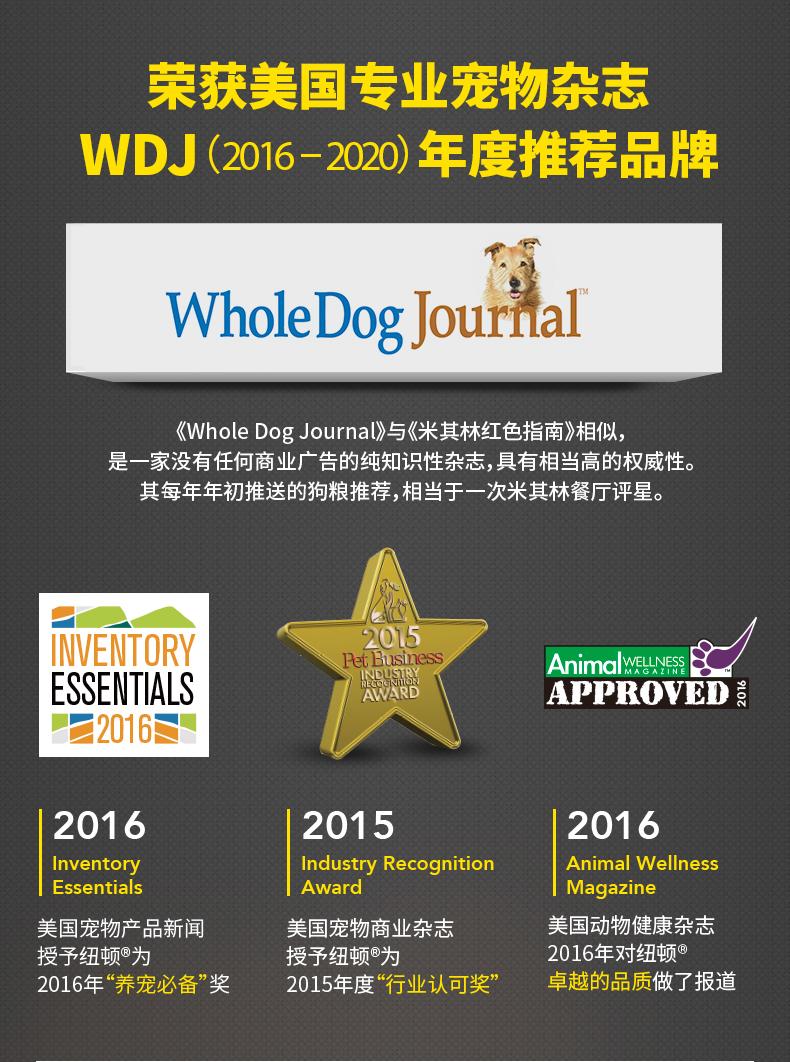 荣获美国专业宠物杂志
WDJ（2016－2020）年度推荐品牌
Whole Dog Journal™
《Whole Dog Journal》与《米其林红色指南》相似，
是一家没有任何商业广告的纯知识性杂志，具有相当高的权威性。
其每年年初推送的狗粮推荐，相当于一次米其林餐厅评星。
INVENTORY
ESSENTIALS
2016
2015
Pet Business
INDUSTRY
RECOGNITION
AWARD
Animal WELLNESS
MAGAZINE
™
APPROVED
2016
2016
Inventory
Essentials
美国宠物产品新闻
授予纽顿®为
2016年“养宠必备”奖
2015
Industry Recognition
Award
美国宠物商业杂志
授予纽顿®为
2015年度“行业认可奖”
2016
Animal Wellness
Magazine
美国动物健康杂志
2016年对纽顿®
卓越的品质做了报道